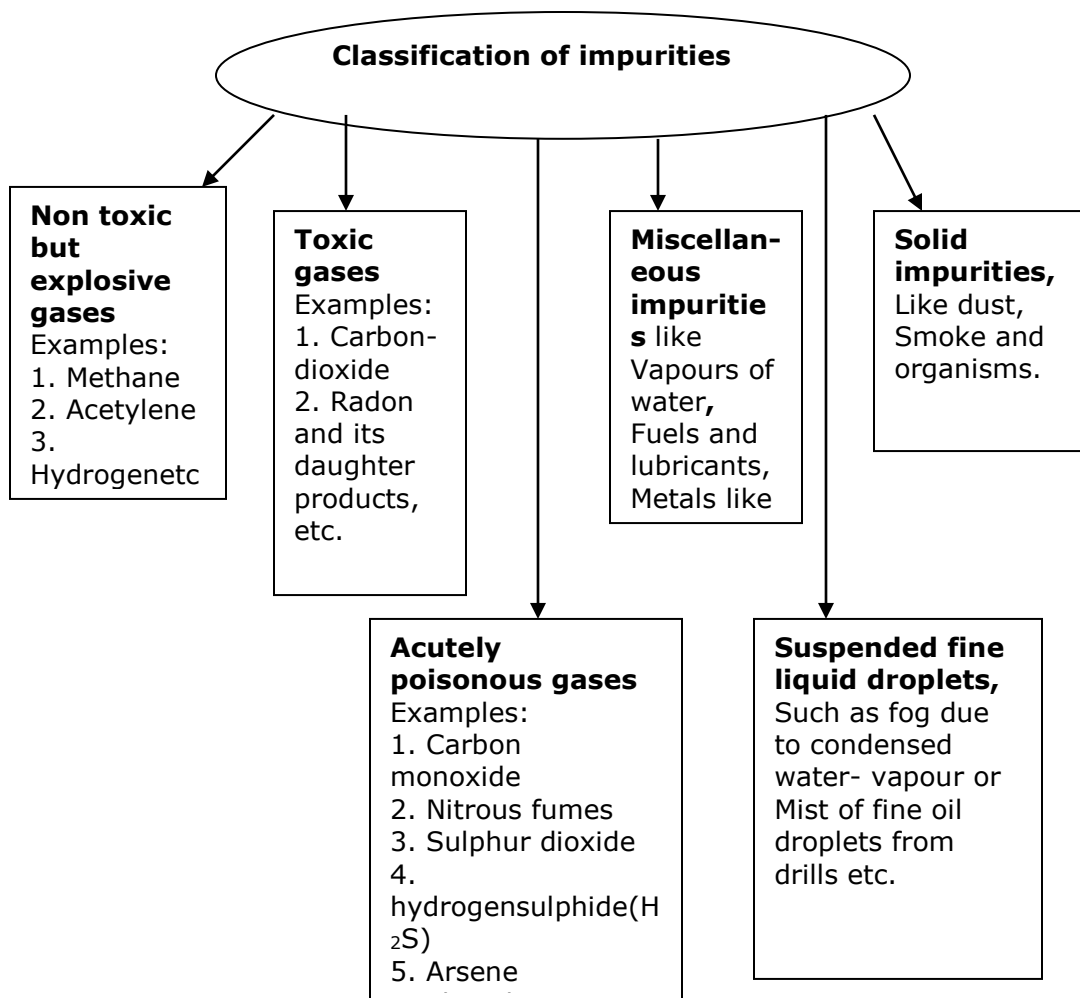 Classification of impurities
Non toxic
but
explosive
gases
Examples:
1. Methane
2. Acetylene
3.
Hydrogenetc
Toxic
gases
Examples:
1. Carbon-
dioxide
2. Radon
and its
daughter
products,
etc.
Miscellan-
eous
impuritie
s like
Vapours of
water,
Fuels and
lubricants,
Metals like
Solid
impurities,
Like dust,
Smoke and
organisms.
Acutely
poisonous gases
Examples:
1. Carbon
monoxide
2. Nitrous fumes
3. Sulphur dioxide
4.
hydrogensulphide(H
2S)
5. Arsene
Suspended fine
liquid droplets,
Such as fog due
to condensed
water- vapour or
Mist of fine oil
droplets from
drills etc.